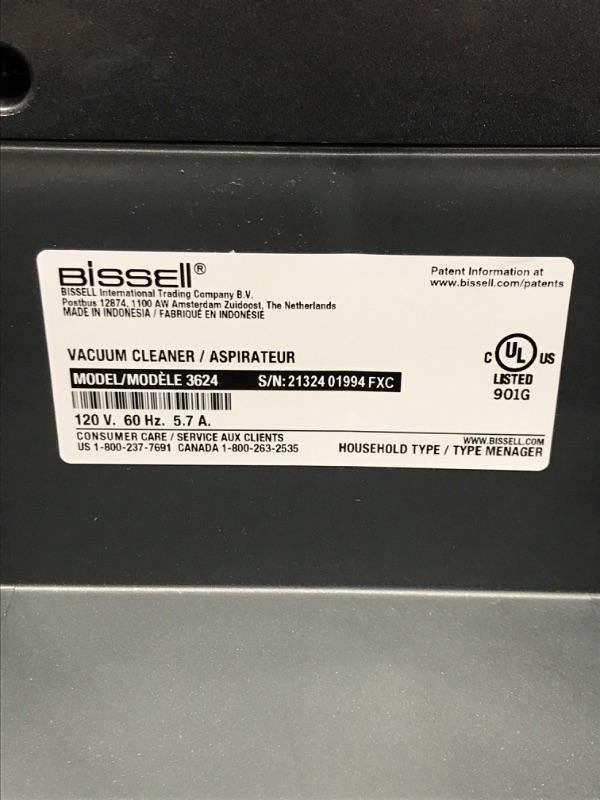 Bissell®
BISSELL International Trading Company B.V.
Postbus 12874, 1100 AW Amsterdam Zuidoost, The Netherlands
MADE IN INDONESIA / FABRIQUÉ EN INDONÉSIE
Patent Information at
www.bissell.com/patents
VACUUM CLEANER / ASPIRATEUR
MODEL/MODÈLE 3624 S/N: 21324 01994 FXC
120 V. 60 Hz. 5.7 A.
CONSUMER CARE / SERVICE AUX CLIENTS
US 1-800-237-7691 CANADA 1-800-263-2535
C UL US
LISTED
901G
WWW.BISSELL.COM
HOUSEHOLD TYPE / TYPE MENAGER